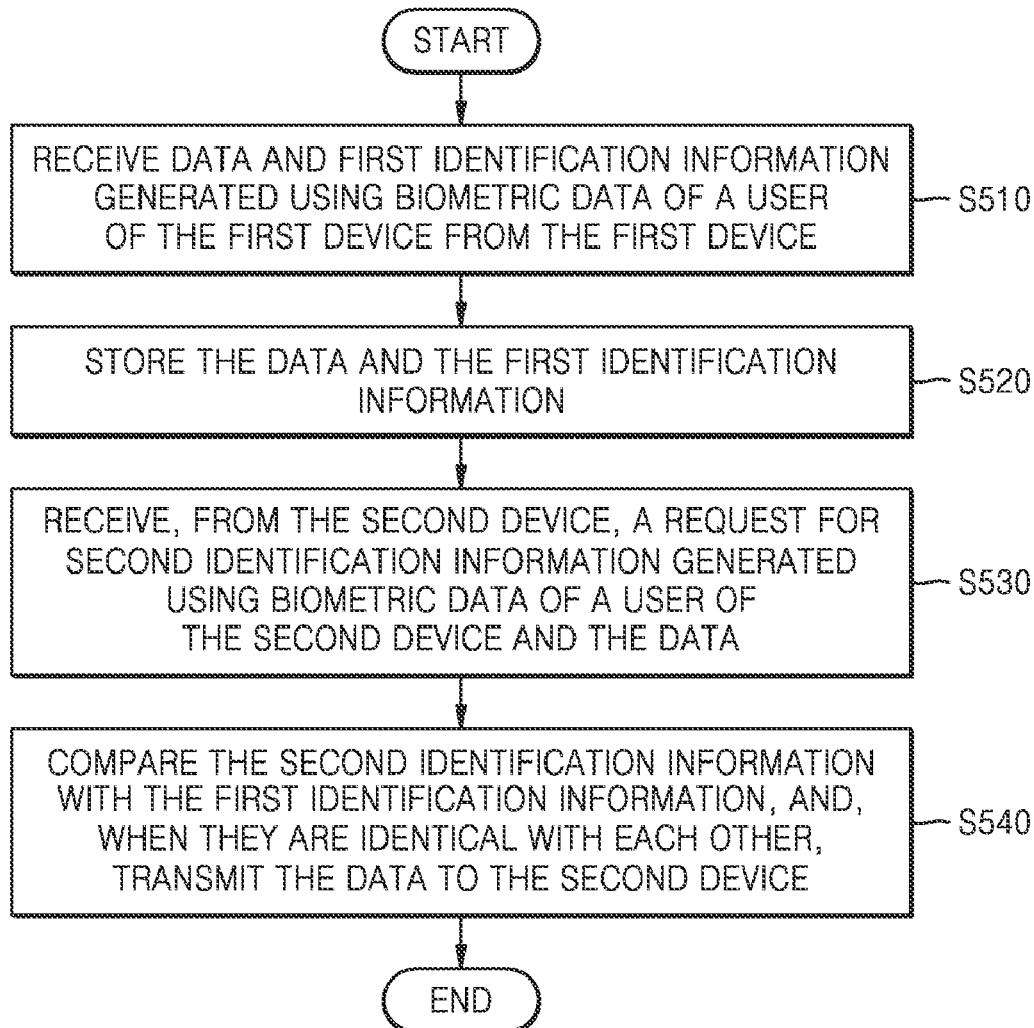 START
RECEIVE DATA AND FIRST IDENTIFICATION INFORMATION
GENERATED USING BIOMETRIC DATA OF A USER
OF THE FIRST DEVICE FROM THE FIRST DEVICE
S510
STORE THE DATA AND THE FIRST IDENTIFICATION
INFORMATION
S520
RECEIVE, FROM THE SECOND DEVICE, A REQUEST FOR
SECOND IDENTIFICATION INFORMATION GENERATED
USING BIOMETRIC DATA OF A USER OF
THE SECOND DEVICE AND THE DATA
S530
COMPARE THE SECOND IDENTIFICATION INFORMATION
WITH THE FIRST IDENTIFICATION INFORMATION, AND,
WHEN THEY ARE IDENTICAL WITH EACH OTHER,
TRANSMIT THE DATA TO THE SECOND DEVICE
S540
END